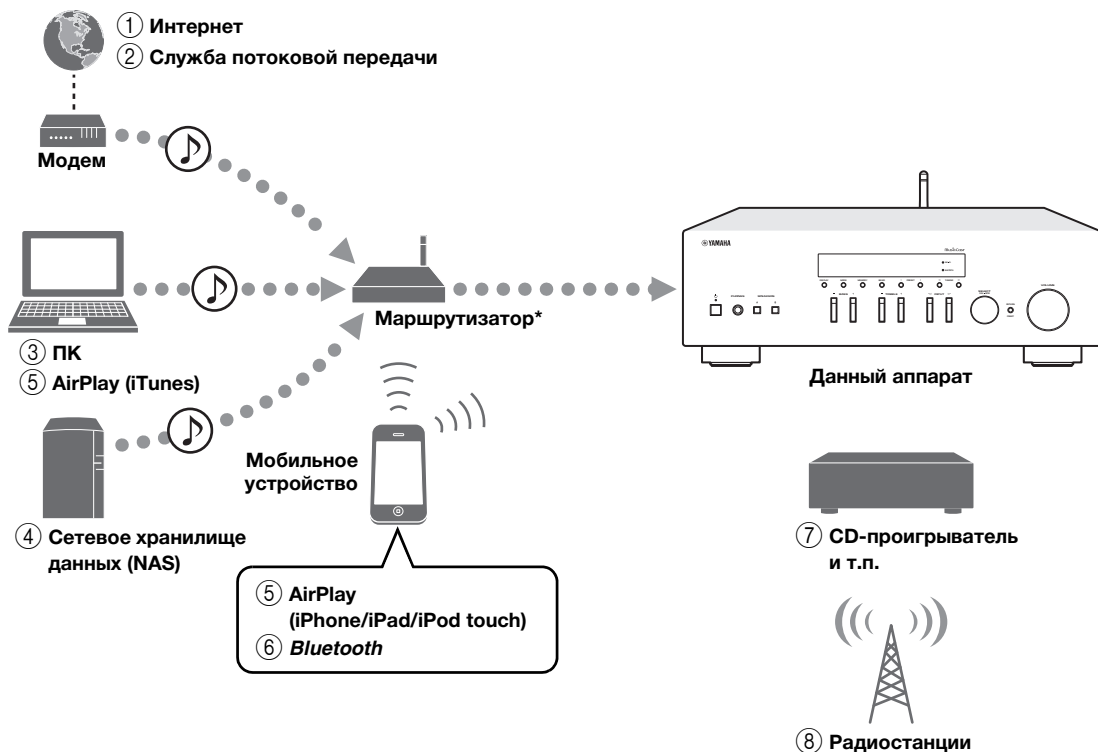 ① Интернет
② Служба потоковой передачи
Модем
③ ПК
⑤ AirPlay (iTunes)
④ Сетевое хранилище
данных (NAS)
Маршрутизатор*
Мобильное
устройство
⑤ AirPlay
(iPhone/iPad/iPod touch)
⑥ Bluetooth
YAMAHA
Данный аппарат
⑦ CD-проигрыватель
и т.п.
⑧ Радиостанции